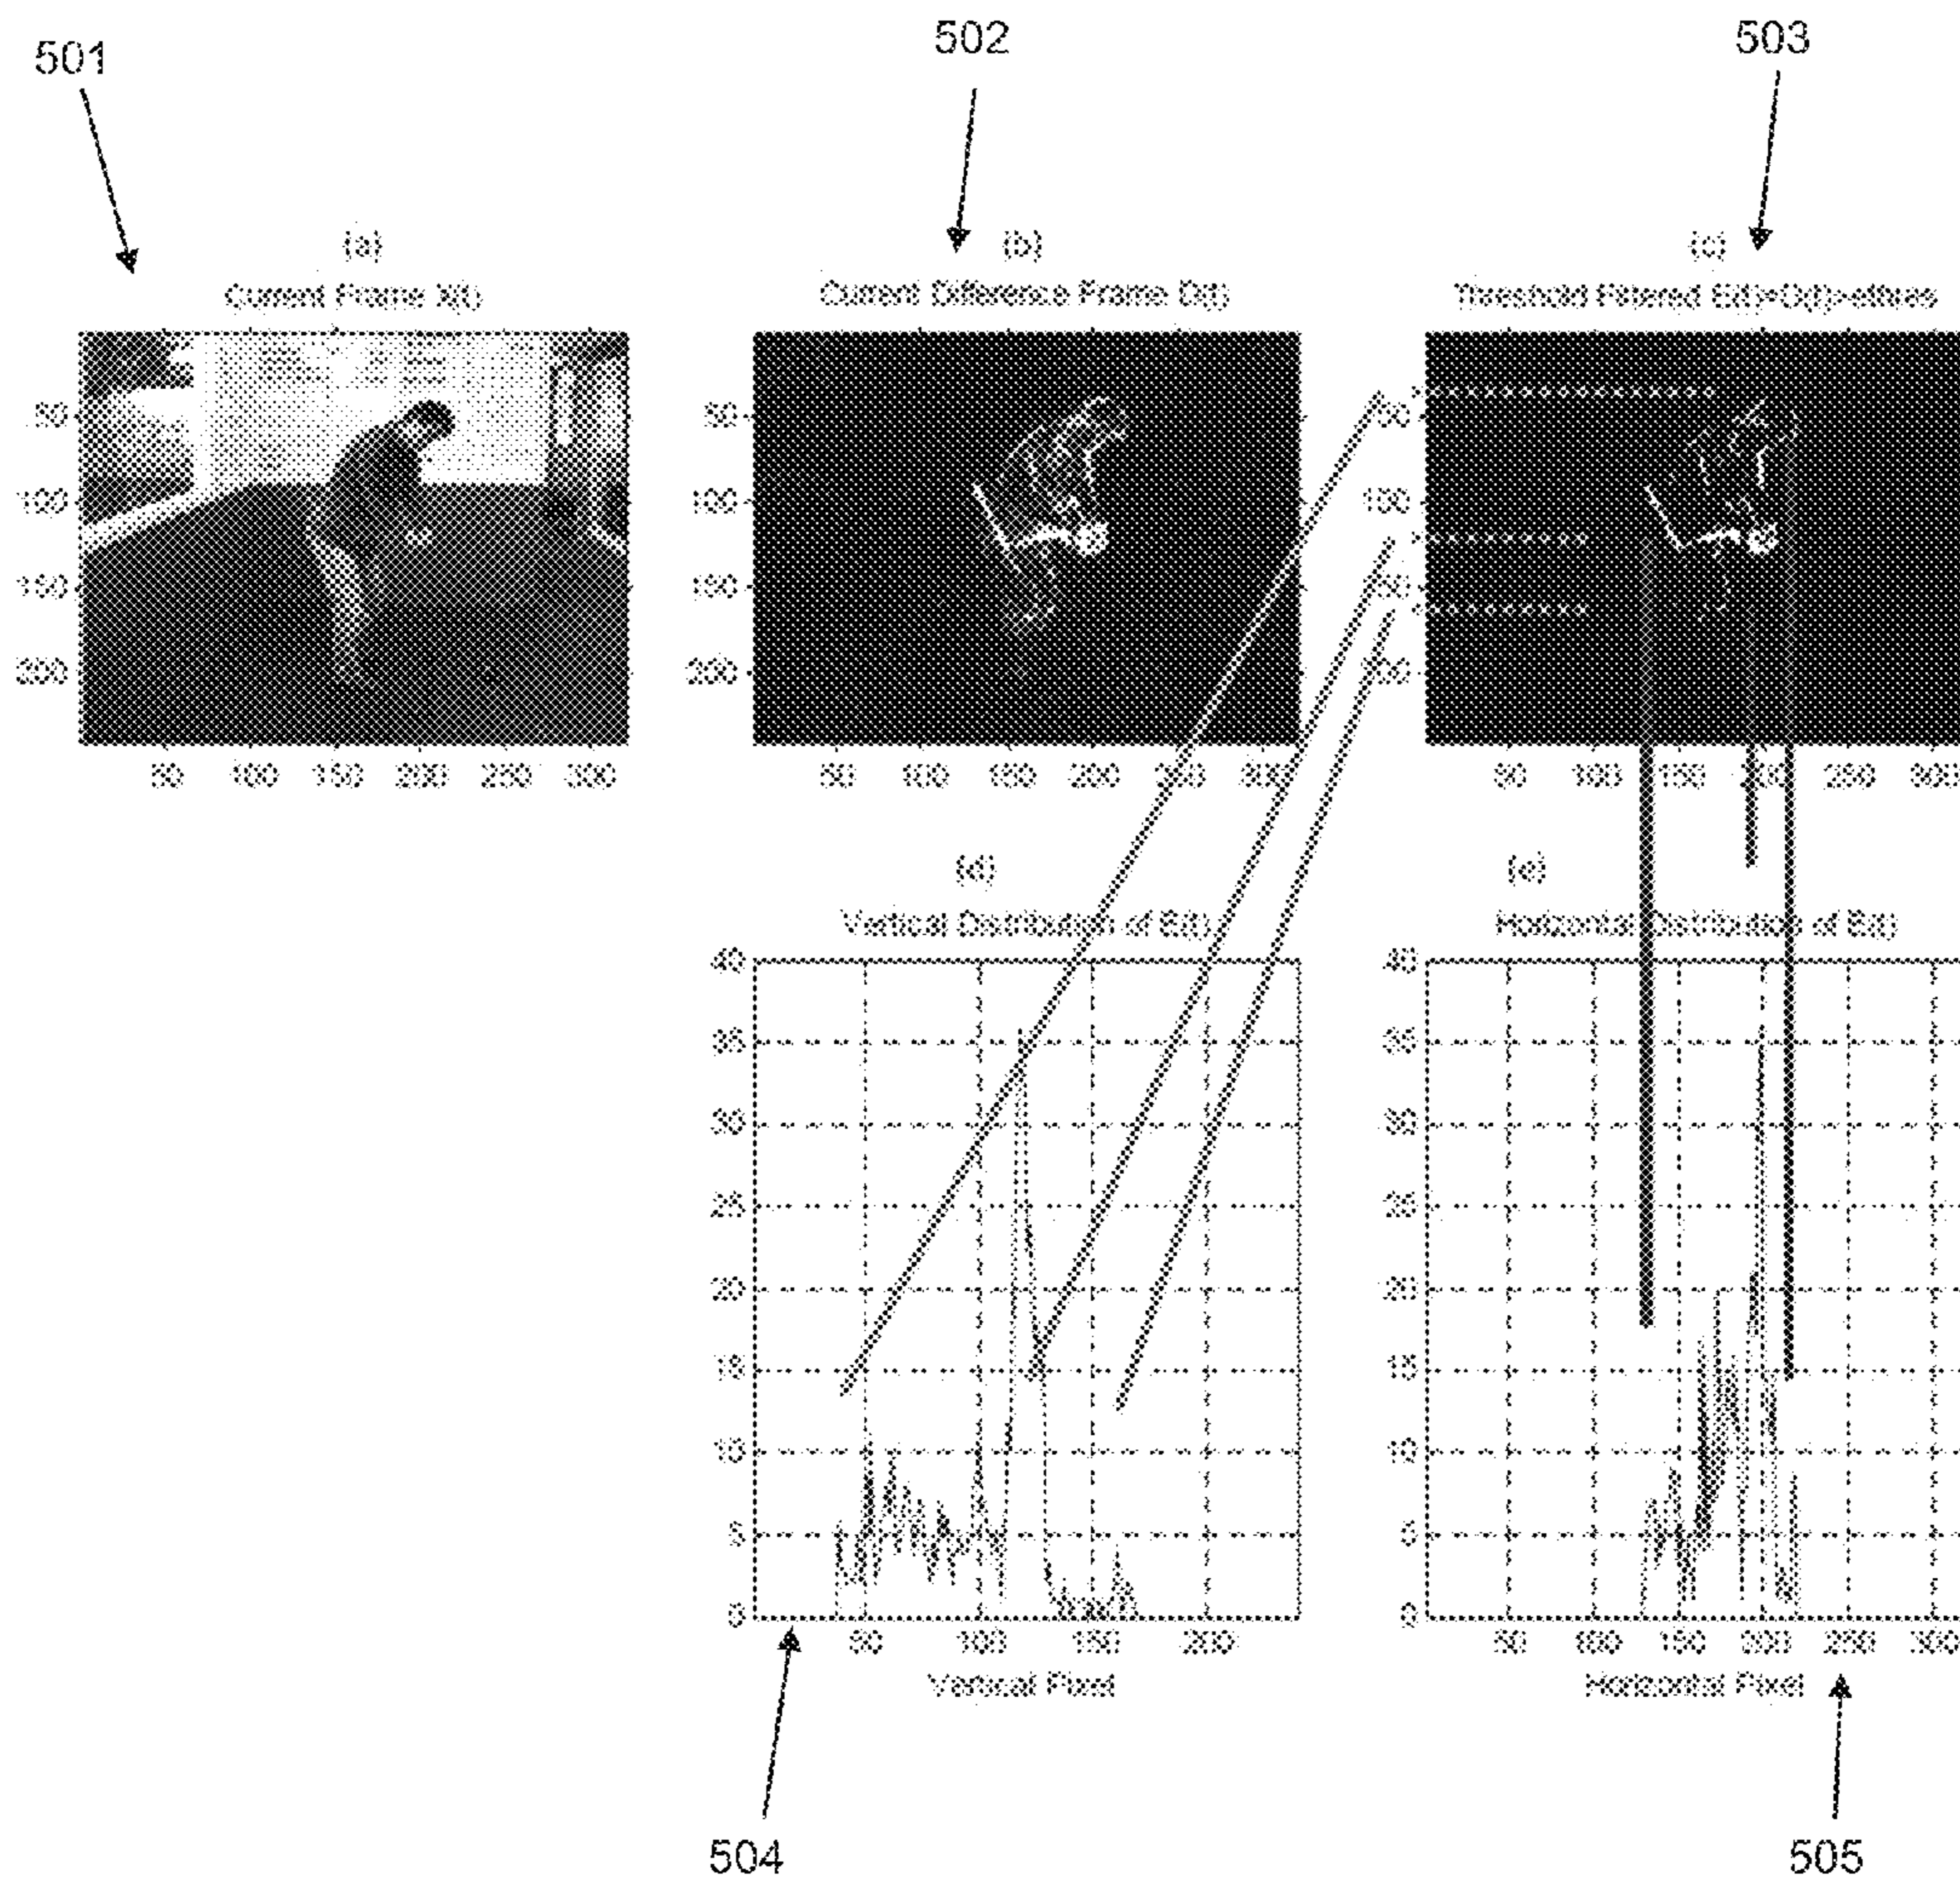 501
502
503
(a)
(b)
(c)
Current Frame X(t)
Current Difference Frame D(t)
Threshold Filtered
50
100
150
200
50 100 150 200 250 300
50
100
150
200
50 100 150 200 250 300
50
100
150
200
50 100 150 200 250 300
(d)
(e)
Vertical Distribution of E(t)
Horizontal Distribution of E(t)
40
35
30
25
20
15
10
5
0
50 100 150 200
Vertical Pixel
40
35
30
25
20
15
10
5
0
50 100 150 200 250 300
Horizontal Pixel
504
505